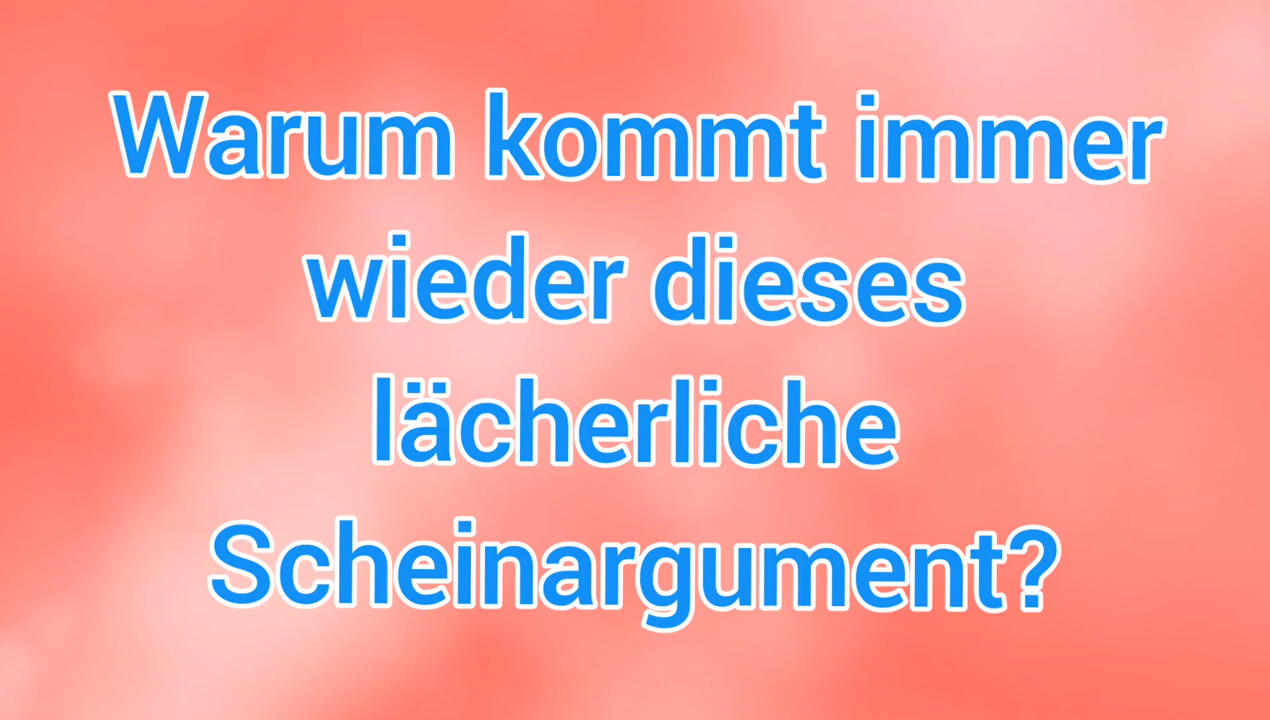 Warum kommt immer
wieder dieses
lächerliche
Scheinargument?